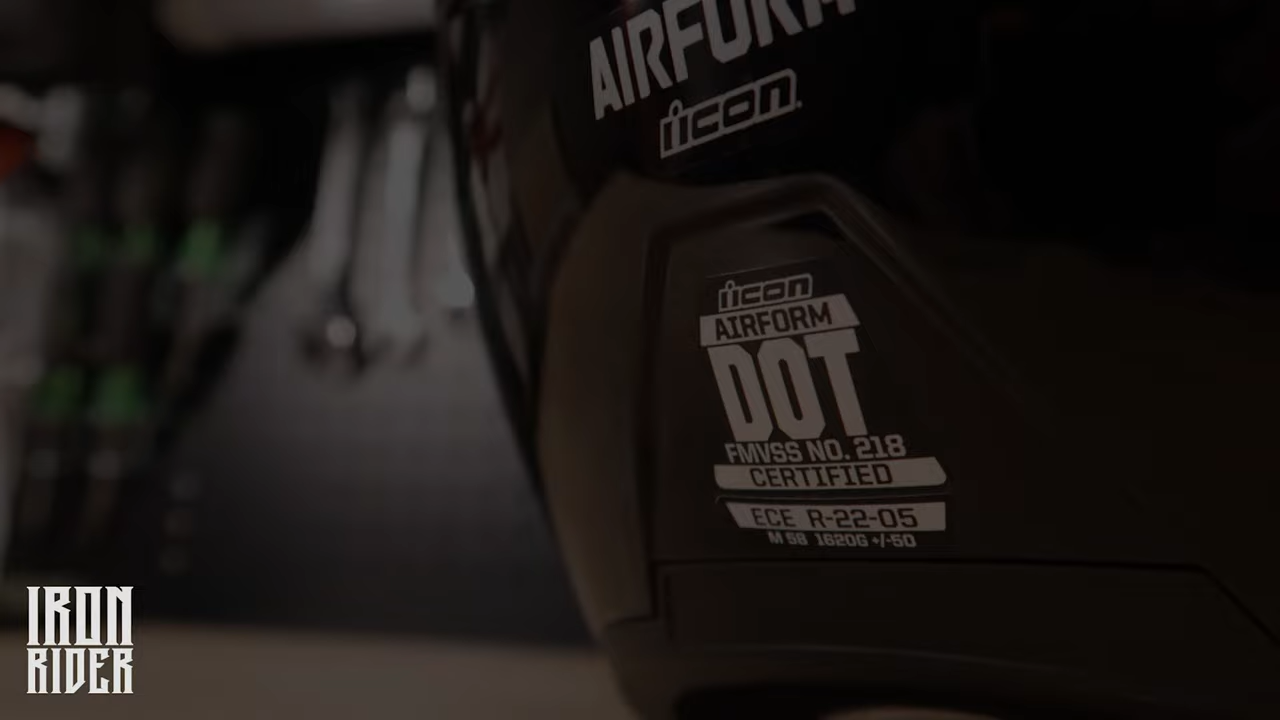 AIRFORM
icon
icon
AIRFORM
DOT
FMVSS NO. 218
CERTIFIED
ECE R-22-05
M 58 1620G +/-50
IRON
RIDER